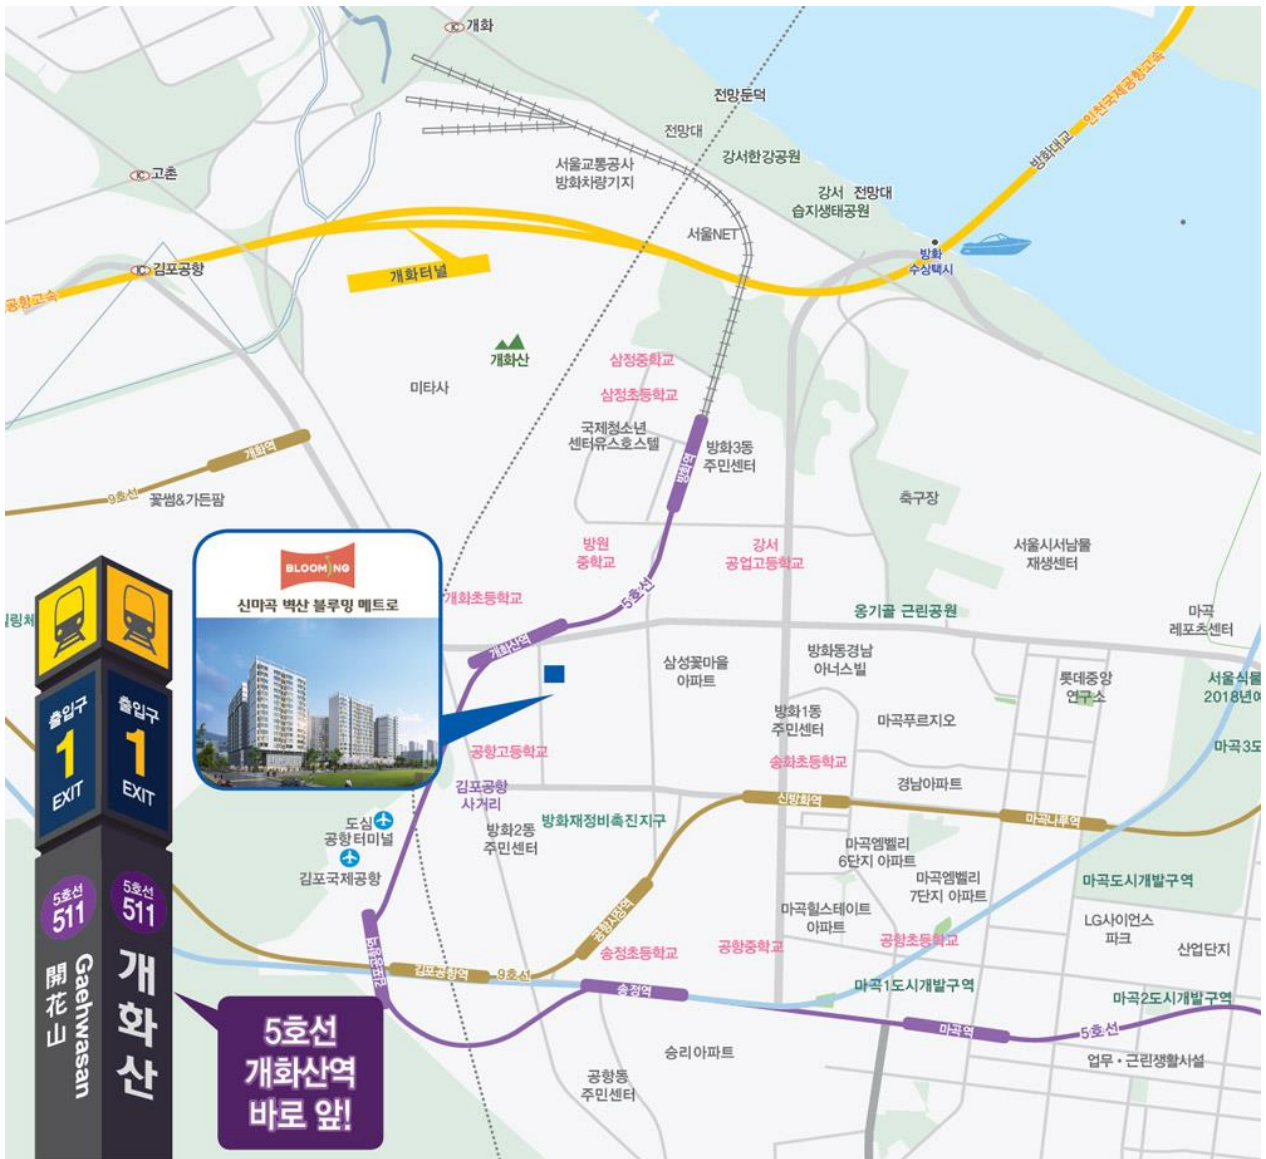 개화
전망둔덕
전망대
강서한강공원
인천국제공항고속
방화대교
고촌
서울교통공사
방화차량기지
강서 전망대
습지생태공원
서울NET
방화
수상택시
김포공항
개화터널
공항고속
개화산
미타사
삼정중학교
삼정초등학교
국제청소년
센터유스호스텔
방화3동
주민센터
방화역
개화역
9호선
꽃썸&가든팜
축구장
방원
중학교
강서
공업고등학교
서울시서남물
재생센터
BLOOMING
신마곡 벽산 블루밍 메트로
개화초등학교
5호선
개화산역
옹기골 근린공원
마곡
레포츠센터
링체
삼성꽃마을
아파트
방화동경남
아너스빌
롯데중앙
연구소
서울식물
2018년예
방화1동
주민센터
마곡푸르지오
마곡3도
공항고등학교
송화초등학교
김포공항
사거리
경남아파트
신방화역
마곡나루역
도심
공항터미널
김포국제공항
방화2동
주민센터
방화재정비촉진지구
마곡엠벨리
6단지 아파트
마곡엠벨리
7단지 아파트
마곡도시개발구역
마곡힐스테이트
아파트
LG사이언스
파크
산업단지
공항시장역
송정초등학교
공항중학교
공항초등학교
김포공항역
김포공항역
9호선
송정역
마곡1도시개발구역
마곡2도시개발구역
마곡역
5호선
업무·근린생활시설
승리아파트
공항동
주민센터
출입구
1
EXIT
출입구
1
EXIT
5호선
511
5호선
511
開花山
Gaehwasan
개화산
5호선
개화산역
바로 앞!